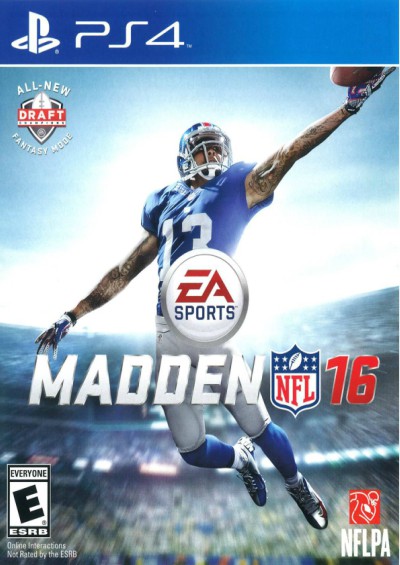 PS4
ALL-NEW
DRAFT
CHAMPIONS
FANTASY MODE
13
EA
SPORTS
MADDEN NFL 16
EVERYONE
E
ESRB
Online Interactions
Not Rated by the ESRB
NFLPA